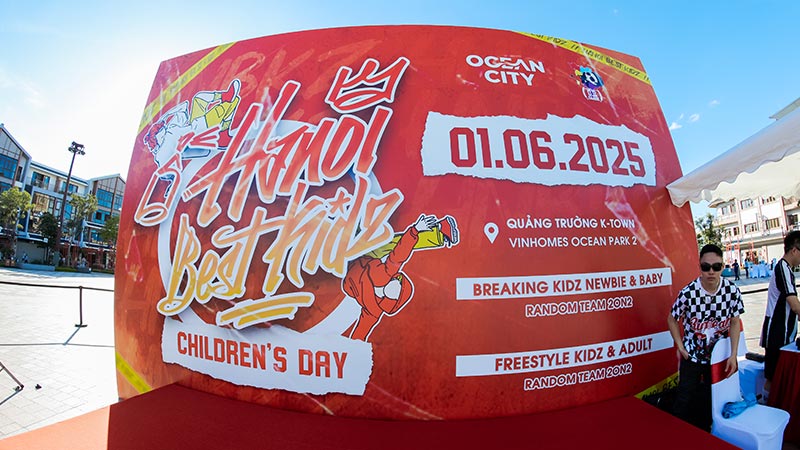 Hanoi
Best Kidz
CHILDREN'S DAY
OCEAN
CITY
01.06.2025
QUẢNG TRƯỜNG K-TOWN
VINHOMES OCEAN PARK 2
BREAKING KIDZ NEWBIE & BABY
RANDOM TEAM 2ON2
FREESTYLE KIDZ & ADULT
RANDOM TEAM 2ON2